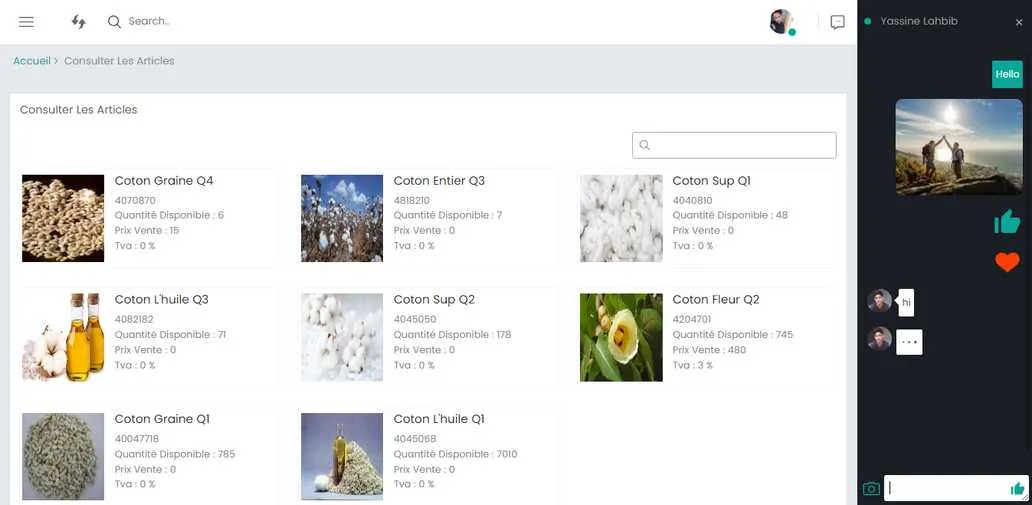 Search..
Accueil > Consulter Les Articles
Consulter Les Articles
Coton Graine Q4
4070870
Quantité Disponible : 6
Prix Vente : 15
Tva : 0 %
Coton Entier Q3
4818210
Quantité Disponible : 7
Prix Vente : 0
Tva : 0 %
Coton Sup Q1
4040810
Quantité Disponible : 48
Prix Vente : 0
Tva : 0 %
Coton L'huile Q3
4082182
Quantité Disponible : 71
Prix Vente : 0
Tva : 0 %
Coton Sup Q2
4045050
Quantité Disponible : 178
Prix Vente : 0
Tva : 0 %
Coton Fleur Q2
4204701
Quantité Disponible : 745
Prix Vente : 480
Tva : 3 %
Coton Graine Q1
40047718
Quantité Disponible : 785
Prix Vente : 0
Tva : 0 %
Coton L'huile Q1
4045068
Quantité Disponible : 7010
Prix Vente : 0
Tva : 0 %
Yassine Lahbib
Hello
hi